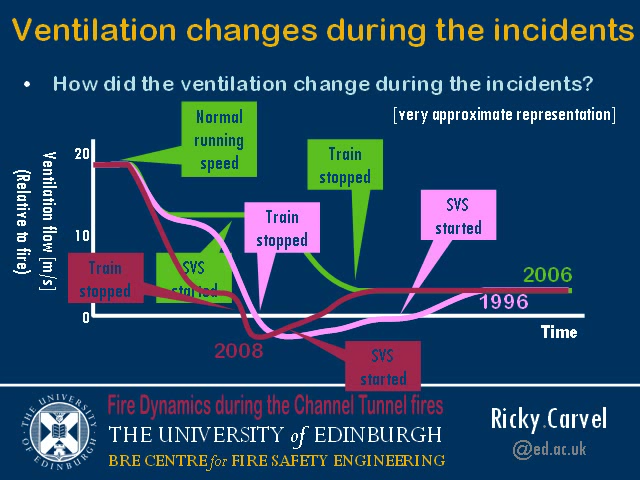 Ventilation changes during the incidents
• How did the ventilation change during the incidents?
[very approximate representation]
Normal
running
speed
Train
stopped
SVS
started
Train
stopped
Train
stopped
SVS
started
SVS
started
20
10
0
Ventilation flow [m/s]
(Relative to fire)
2006
1996
2008
Time
Fire Dynamics during the Channel Tunnel fires
THE UNIVERSITY of EDINBURGH
BRE CENTRE for FIRE SAFETY ENGINEERING
THE UNIVERSITY OF EDINBURGH
Ricky.Carvel
@ed.ac.uk